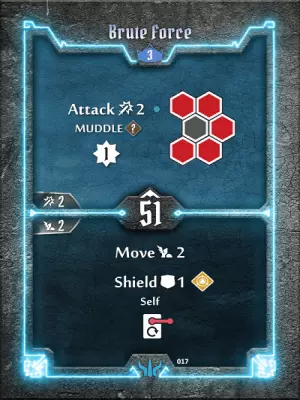 Brute Force
3
Attack 2
MUDDLE ?
1
2
51
2
Move 2
Shield 1
Self
017